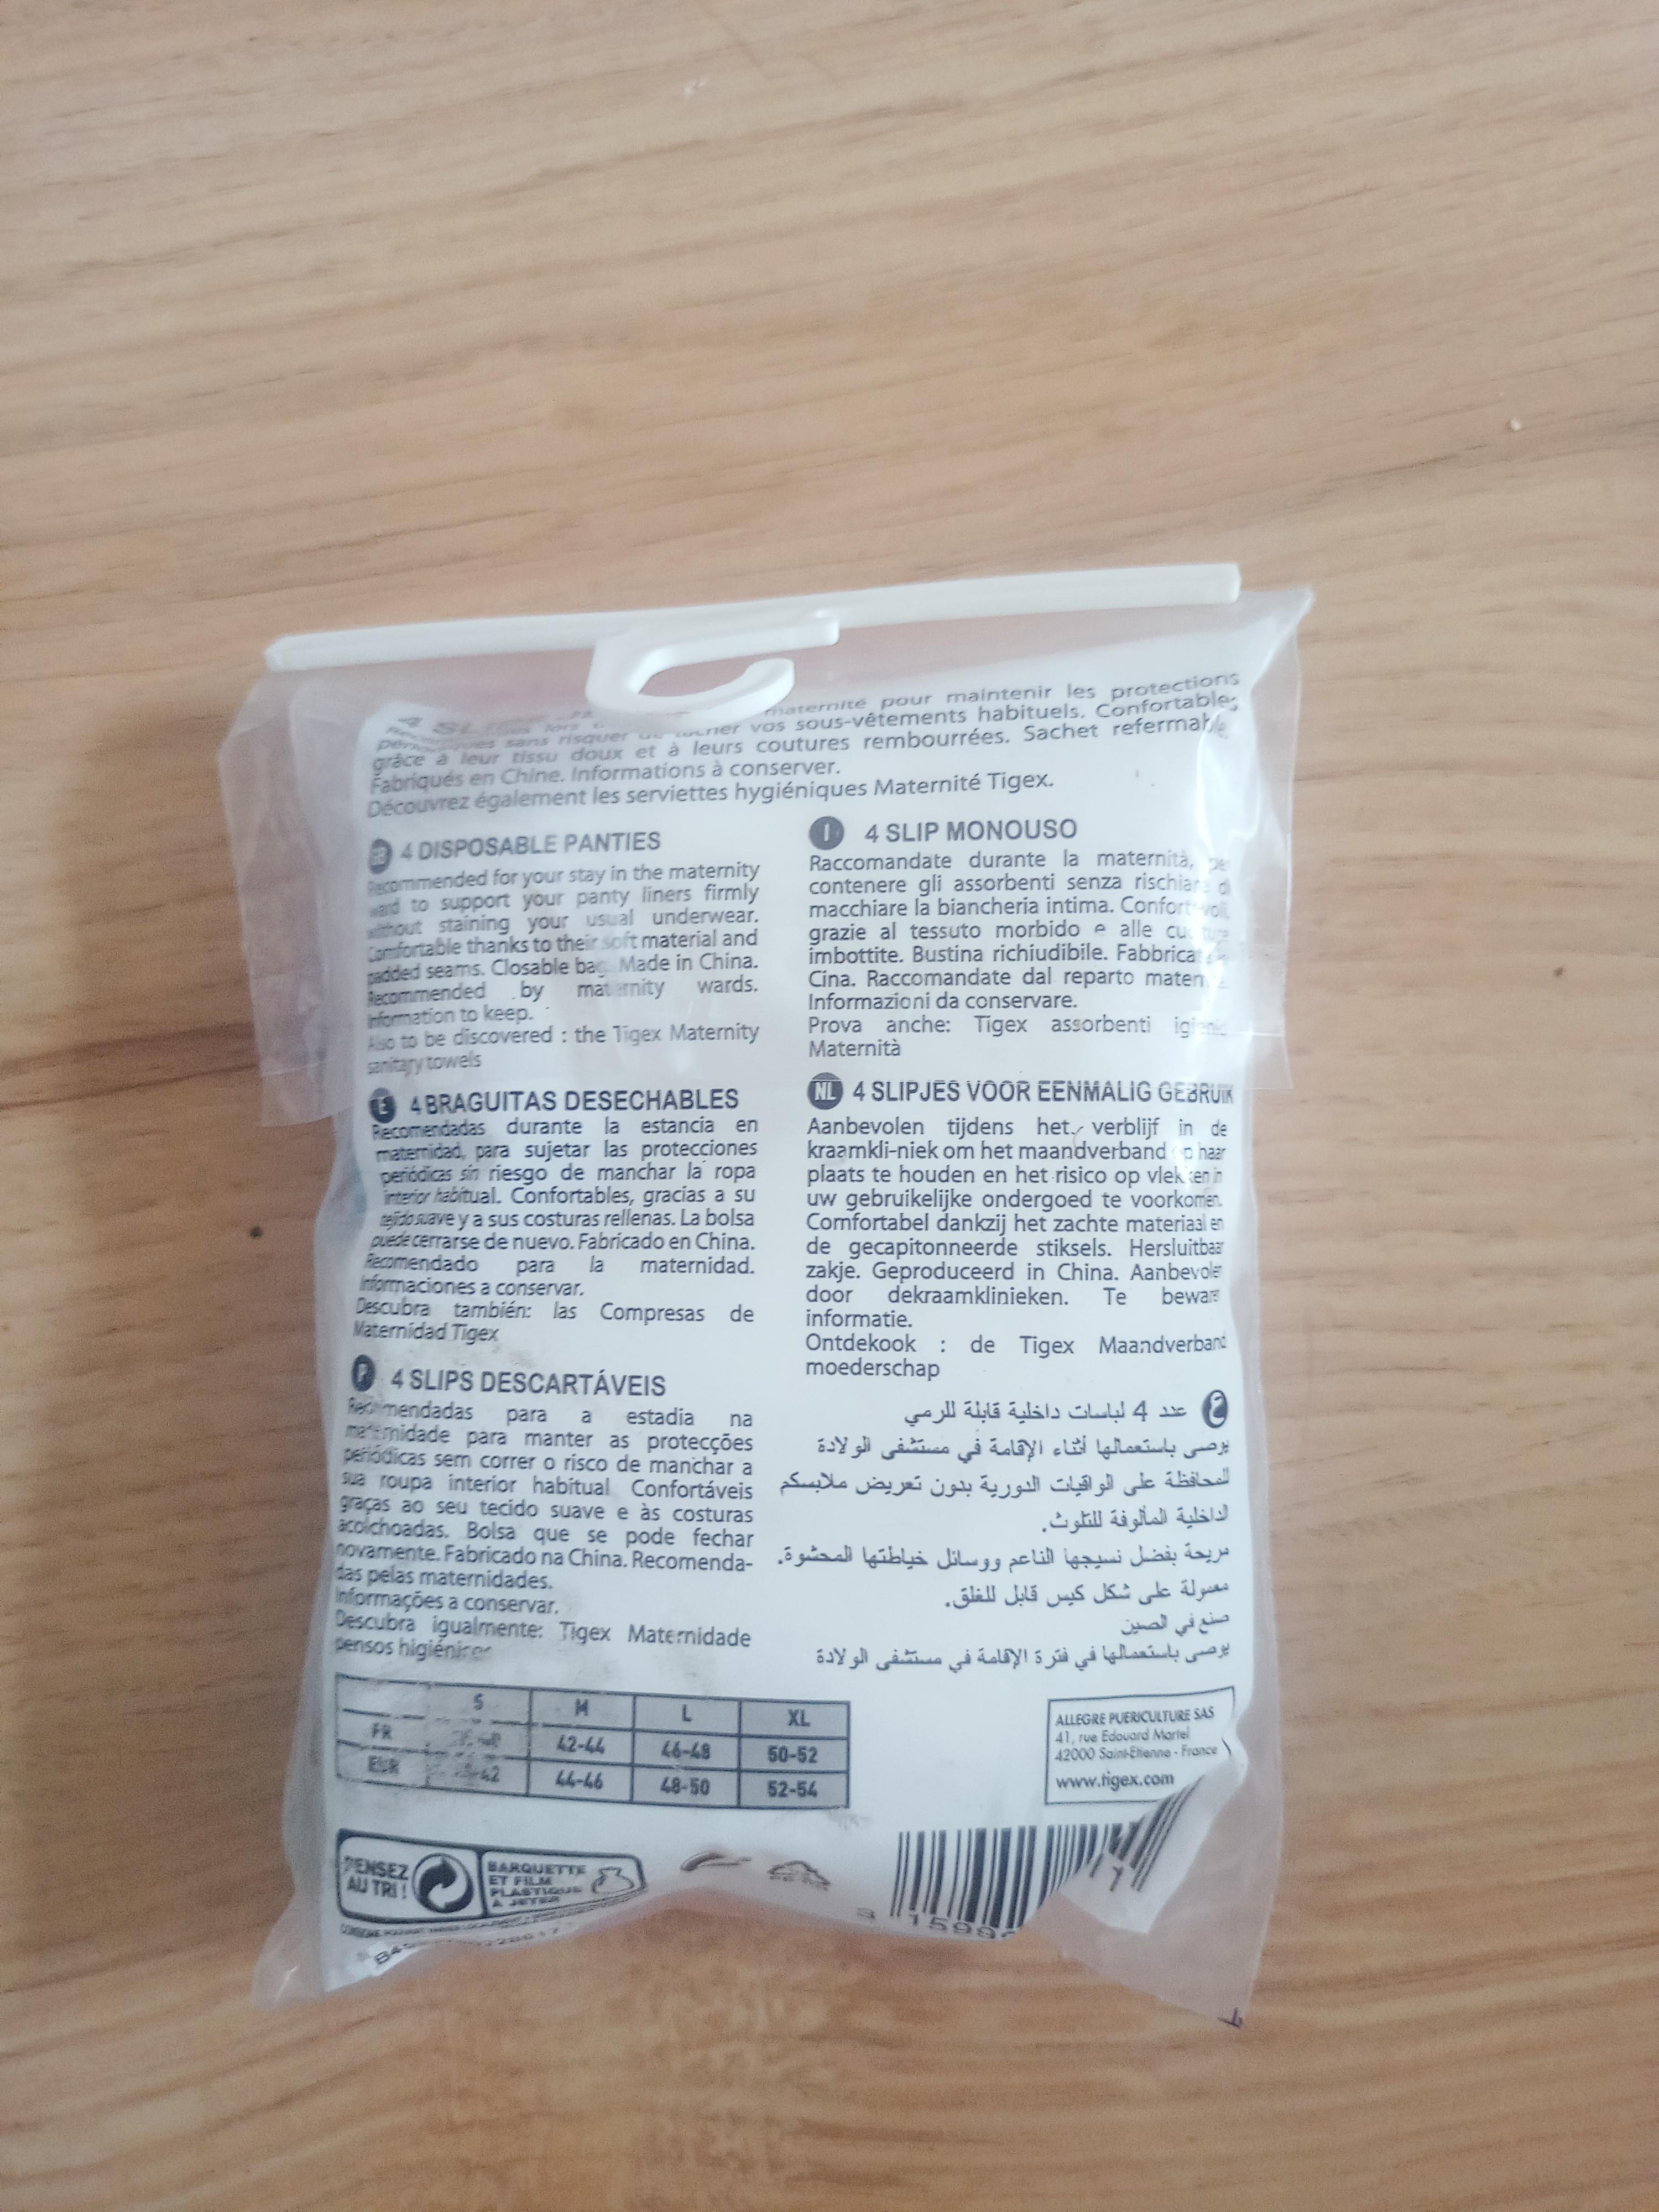 maternité pour maintenir les protections
sans risquer vos sous-vêtements habituels. Confortables
grâce à leur tissu doux et à leurs coutures rembourrées. Sachet refermable
Fabriqués en Chine. Informations à conserver.
Découvrez également les serviettes hygiéniques Maternité Tigex.
4 DISPOSABLE PANTIES
Recommended for your stay in the maternity
ward to support your panty liners firmly
without staining your usual underwear.
Comfortable thanks to their soft material and
padded seams. Closable bag. Made in China.
Recommended by maternity wards.
Information to keep.
Also to be discovered : the Tigex Maternity
sanitary towels
E 4 BRAGUITAS DESECHABLES
Recomendadas durante la estancia en
maternidad, para sujetar las protecciones
periódicas sin riesgo de manchar la ropa
interior habitual. Confortables, gracias a su
tejido suave y a sus costuras rellenas. La bolsa
puede cerrarse de nuevo. Fabricado en China.
Recomendado para la maternidad.
Informaciones a conservar.
Descubra también: las Compresas de
Maternidad Tigex
P 4 SLIPS DESCARTÁVEIS
Recomendadas para a estadia na
maternidade para manter as protecções
periódicas sem correr o risco de manchar a
sua roupa interior habitual Confortáveis
graças ao seu tecido suave e às costuras
acolchoadas. Bolsa que se pode fechar
novamente. Fabricado na China. Recomenda-
das pelas maternidades.
Informações a conservar.
Descubra igualmente: Tigex Maternidade
pensos higiénicos
I 4 SLIP MONOUSO
Raccomandate durante la maternità, per
contenere gli assorbenti senza rischiare di
macchiare la biancheria intima. Confortevoli,
grazie al tessuto morbido e alle cuciture
imbottite. Bustina richiudibile. Fabbricate in
Cina. Raccomandate dal reparto maternità.
Informazioni da conservare.
Prova anche: Tigex assorbenti igienici
Maternità
NL 4 SLIPJES VOOR EENMALIG GEBRUIK
Aanbevolen tijdens het verblijf in de
kraamkli-niek om het maandverband op haar
plaats te houden en het risico op vlekken in
uw gebruikelijke ondergoed te voorkomen.
Comfortabel dankzij het zachte materiaal en
de gecapitonneerde stiksels. Hersluitbaar
zakje. Geproduceerd in China. Aanbevolen
door dekraamklinieken. Te bewaren
informatie.
Ontdekook : de Tigex Maandverband
moederschap
ع عدد 4 لباسات داخلية قابلة للرمي
يوصى باستعمالها أثناء الإقامة في مستشفى الولادة
للمحافظة على الواقيات الدورية بدون تعريض ملابسكم
الداخلية المألوفة للتلوث.
مريحة بفضل نسيجها الناعم ووسائل خياطتها المحشوة.
معمولة على شكل كيس قابل للغلق.
صنع في الصين
يوصى باستعمالها في فترة الإقامة في مستشفى الولادة
S M L XL
FR 42-44 46-48 50-52
EUR 44-46 48-50 52-54
ALLEGRE PUERICULTURE SAS
41, rue Edouard Martel
42000 Saint-Etienne - France
www.tigex.com
PENSEZ
AU TRI !
BARQUETTE
ET FILM
PLASTIQUE
À JETER
3 15999